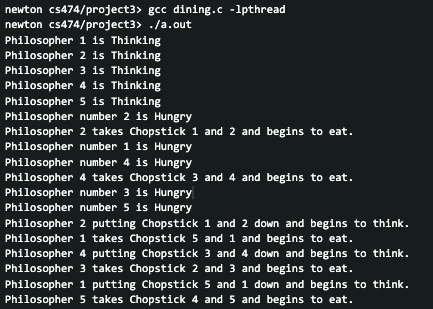 newton cs474/project3> gcc dining.c -lpthread
newton cs474/project3> ./a.out
Philosopher 1 is Thinking
Philosopher 2 is Thinking
Philosopher 3 is Thinking
Philosopher 4 is Thinking
Philosopher 5 is Thinking
Philosopher number 2 is Hungry
Philosopher 2 takes Chopstick 1 and 2 and begins to eat.
Philosopher number 1 is Hungry
Philosopher number 4 is Hungry
Philosopher 4 takes Chopstick 3 and 4 and begins to eat.
Philosopher number 3 is Hungry
Philosopher number 5 is Hungry
Philosopher 2 putting Chopstick 1 and 2 down and begins to think.
Philosopher 1 takes Chopstick 5 and 1 and begins to eat.
Philosopher 4 putting Chopstick 3 and 4 down and begins to think.
Philosopher 3 takes Chopstick 2 and 3 and begins to eat.
Philosopher 1 putting Chopstick 5 and 1 down and begins to think.
Philosopher 5 takes Chopstick 4 and 5 and begins to eat.